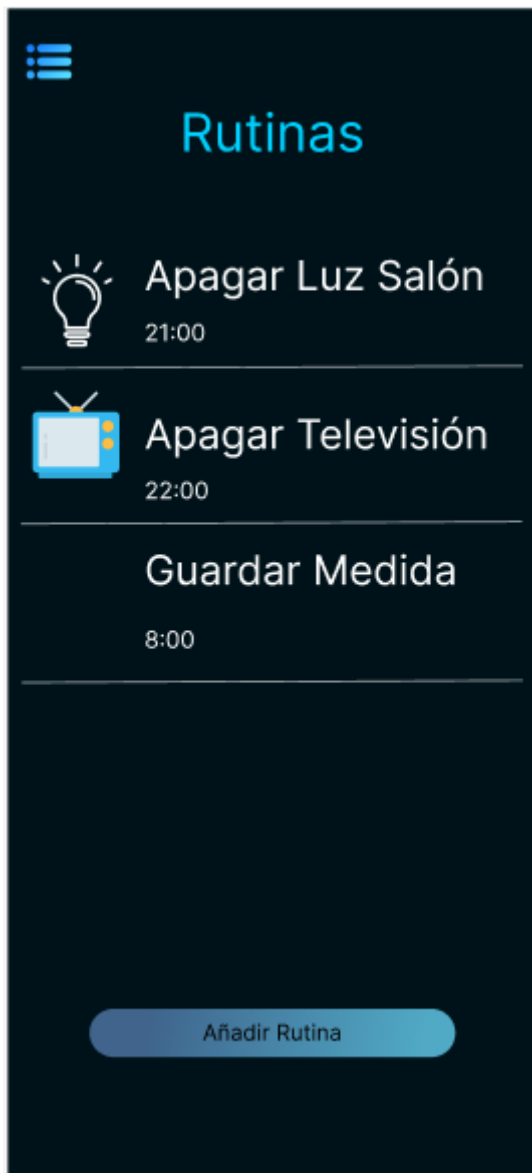 Rutinas
Apagar Luz Salón
21:00
Apagar Televisión
22:00
Guardar Medida
8:00
Añadir Rutina